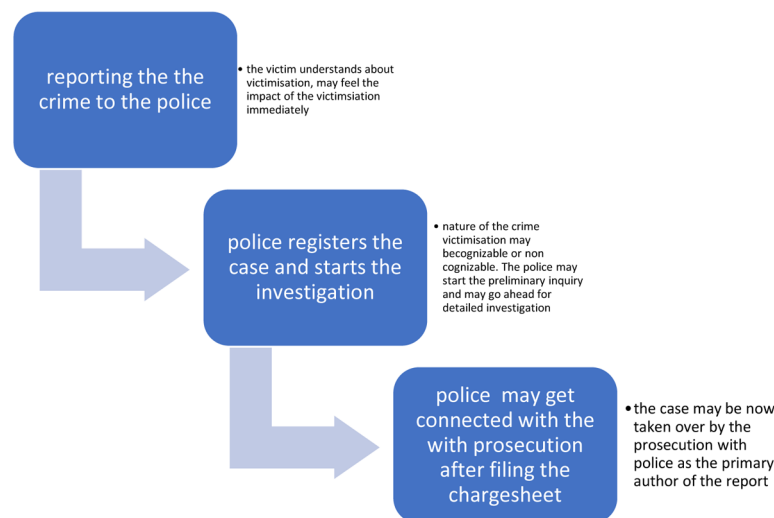 reporting the the
crime to the police
• the victim understands about
victimisation, may feel the
impact of the victimsiation
immediately
police registers the
case and starts the
investigation
• nature of the crime
victimisation may
becognizable or non
cognizable. The police may
start the preliminary inquiry
and may go ahead for
detailed investigation
police may get
connected with the
with prosecution
after filing the
chargesheet
• the case may be now
taken over by the
prosecution with
police as the primary
author of the report